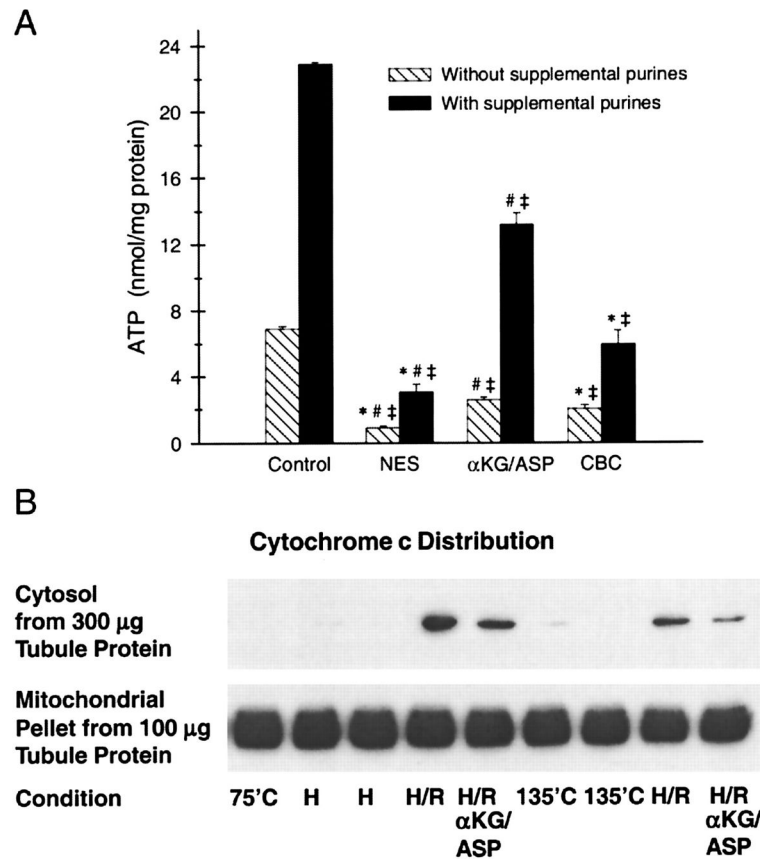 A
24
20
16
12
8
4
0
ATP (nmol/mg protein)
Without supplemental purines
With supplemental purines
* # ‡
* # ‡
# ‡
# ‡
* ‡
* ‡
Control NES αKG/ASP CBC
B
Cytochrome c Distribution
Cytosol
from 300 µg
Tubule Protein
Mitochondrial
Pellet from 100 µg
Tubule Protein
Condition 75'C H H H/R H/R 135'C 135'C H/R H/R
αKG/ αKG/
ASP ASP